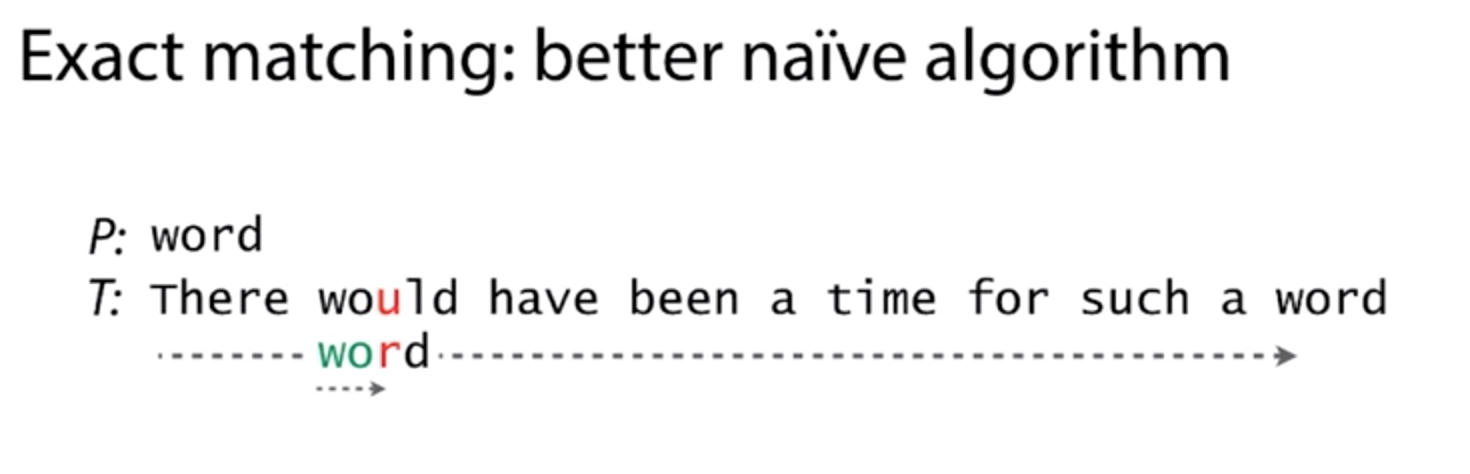 Exact matching: better naïve algorithm
P: word
T: There would have been a time for such a word
word